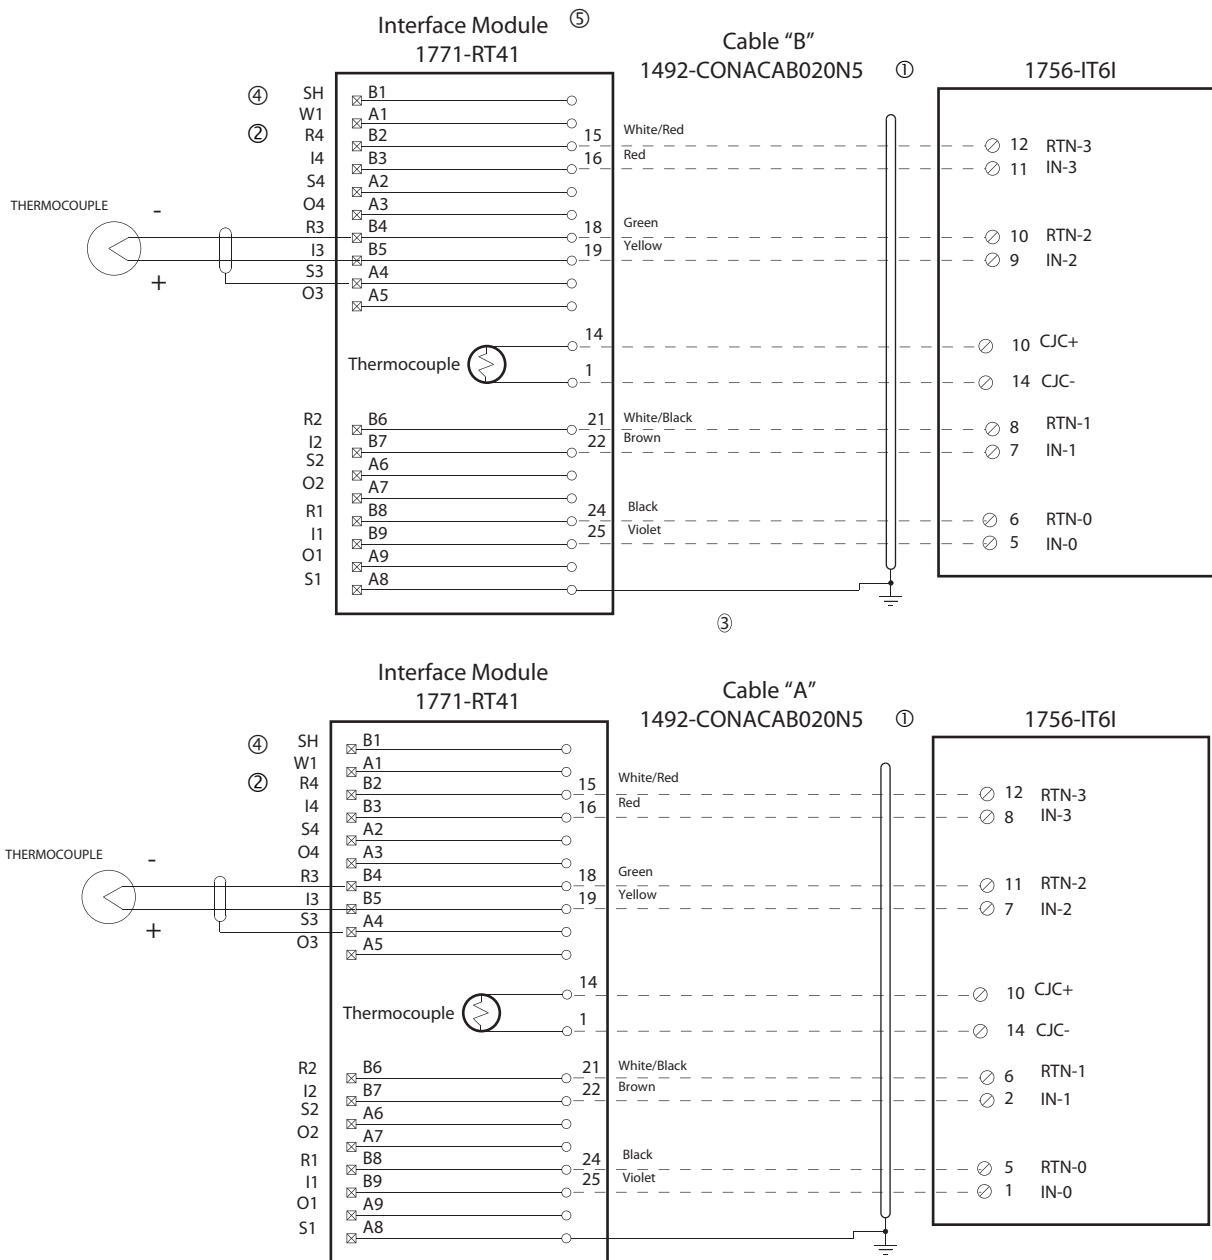 Interface Module ⑤
1771-RT41
Cable “B”
1492-CONACAB020N5 ①
1756-IT6I
④ SH B1
W1 A1
② R4 B2 15 White/Red 12 RTN-3
I4 B3 16 Red 11 IN-3
S4 A2
O4 A3
THERMOCOUPLE -
R3 B4 18 Green 10 RTN-2
I3 B5 19 Yellow 9 IN-2
S3 A4
+
O3 A5
14 10 CJC+
Thermocouple
1 14 CJC-
R2 B6 21 White/Black 8 RTN-1
I2 B7 22 Brown 7 IN-1
S2 A6
O2 A7
R1 B8 24 Black 6 RTN-0
I1 B9 25 Violet 5 IN-0
O1 A9
S1 A8
③
Interface Module
1771-RT41
Cable “A”
1492-CONACAB020N5 ①
1756-IT6I
④ SH B1
W1 A1
② R4 B2 15 White/Red 12 RTN-3
I4 B3 16 Red 8 IN-3
S4 A2
O4 A3
THERMOCOUPLE -
R3 B4 18 Green 11 RTN-2
I3 B5 19 Yellow 7 IN-2
S3 A4
+
O3 A5
14 10 CJC+
Thermocouple
1 14 CJC-
R2 B6 21 White/Black 6 RTN-1
I2 B7 22 Brown 2 IN-1
S2 A6
O2 A7
R1 B8 24 Black 5 RTN-0
I1 B9 25 Violet 1 IN-0
O1 A9
S1 A8